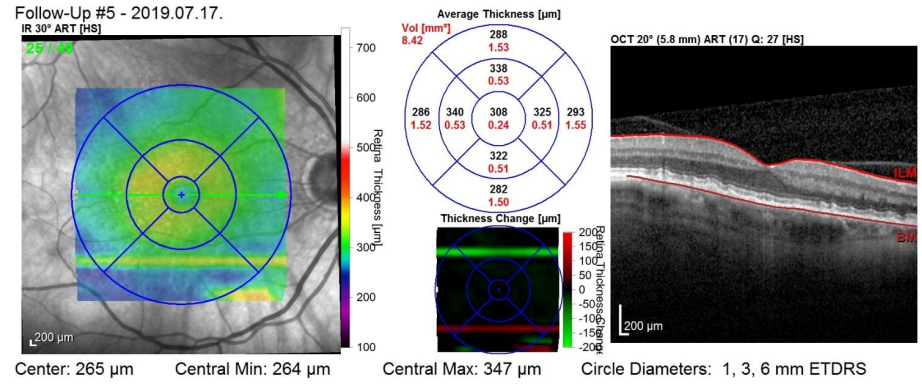 Follow-Up #5 - 2019.07.17.
IR 30° ART [HS]
25 / 49
700
600
500
400
300
200
100
Retina Thickness [µm]
200 µm
Average Thickness [µm]
Vol [mm³]
8.42
288
1.53
338
0.53
286
1.52
340
0.53
308
0.24
325
0.51
293
1.55
322
0.51
282
1.50
Thickness Change [µm]
200
150
100
50
0
-50
-100
-150
-200
Retina Thickness Change
OCT 20° (5.8 mm) ART (17) Q: 27 [HS]
ILM
BM
200 µm
Center: 265 µm Central Min: 264 µm Central Max: 347 µm Circle Diameters: 1, 3, 6 mm ETDRS